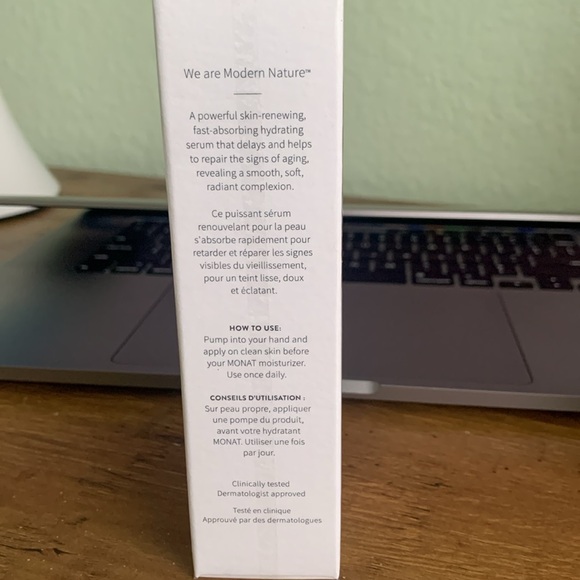 We are Modern Nature™
A powerful skin-renewing,
fast-absorbing hydrating
serum that delays and helps
to repair the signs of aging,
revealing a smooth, soft,
radiant complexion.
Ce puissant sérum
renouvelant pour la peau
s'absorbe rapidement pour
retarder et réparer les signes
visibles du vieillissement,
pour un teint lisse, doux
et éclatant.
HOW TO USE:
Pump into your hand and
apply on clean skin before
your MONAT moisturizer.
Use once daily.
CONSEILS D'UTILISATION :
Sur peau propre, appliquer
une pompe du produit,
avant votre hydratant
MONAT. Utiliser une fois
par jour.
Clinically tested
Dermatologist approved
Testé en clinique
Approuvé par des dermatologues